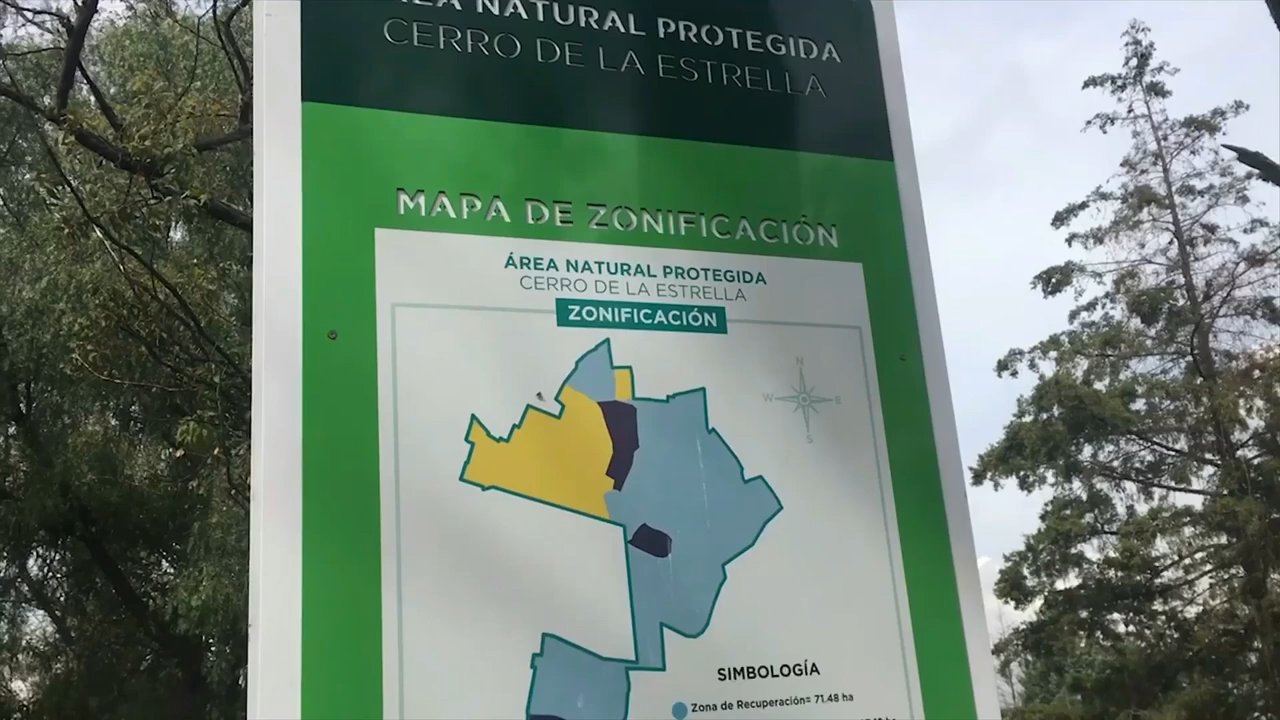 NATURAL PROTEGIDA
CERRO DE LA ESTRELLA
MAPA DE ZONIFICACIÓN
ÁREA NATURAL PROTEGIDA
CERRO DE LA ESTRELLA
ZONIFICACIÓN
N
W E
S
SIMBOLOGÍA
Zona de Recuperación= 71.48 ha